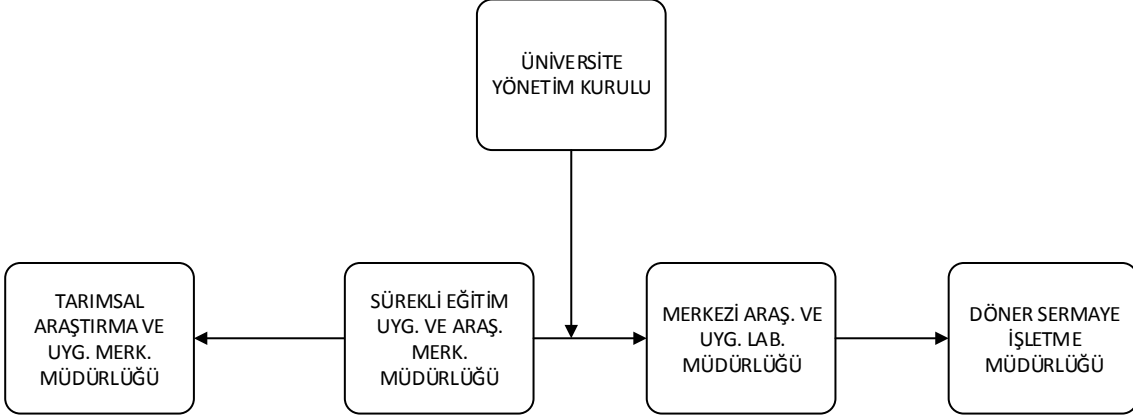 ÜNİVERSİTE
YÖNETİM KURULU
TARIMSAL
ARAŞTIRMA VE
UYG. MERK.
MÜDÜRLÜĞÜ
SÜREKLİ EĞİTİM
UYG. VE ARAŞ.
MERK.
MÜDÜRLÜĞÜ
MERKEZİ ARAŞ. VE
UYG. LAB.
MÜDÜRLÜĞÜ
DÖNER SERMAYE
İŞLETME
MÜDÜRLÜĞÜ